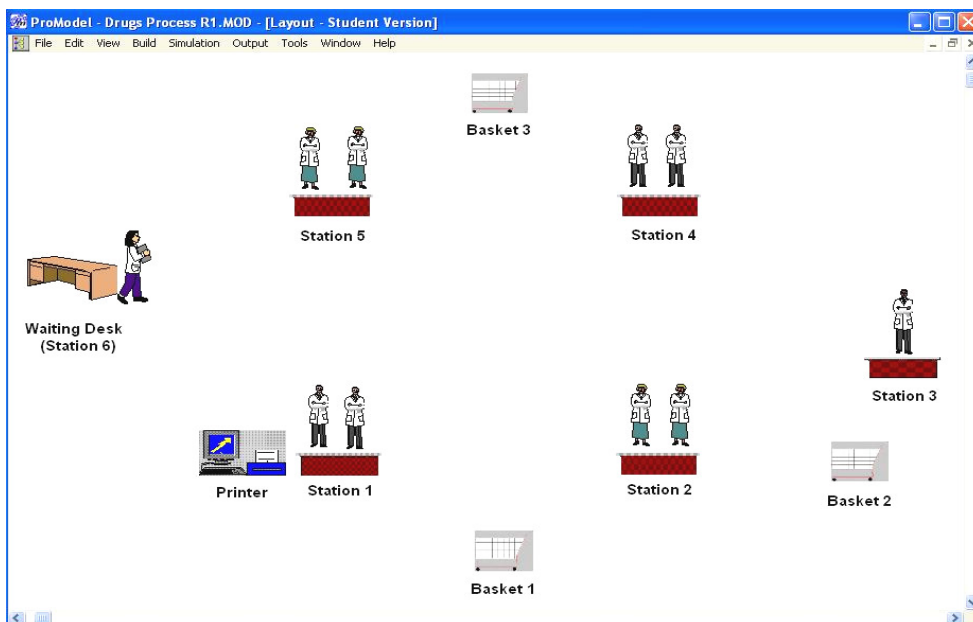 ProModel - Drugs Process R1.MOD - [Layout - Student Version]
File Edit View Build Simulation Output Tools Window Help
Basket 3
Station 5
Station 4
Waiting Desk
(Station 6)
Station 3
Printer
Station 1
Station 2
Basket 2
Basket 1